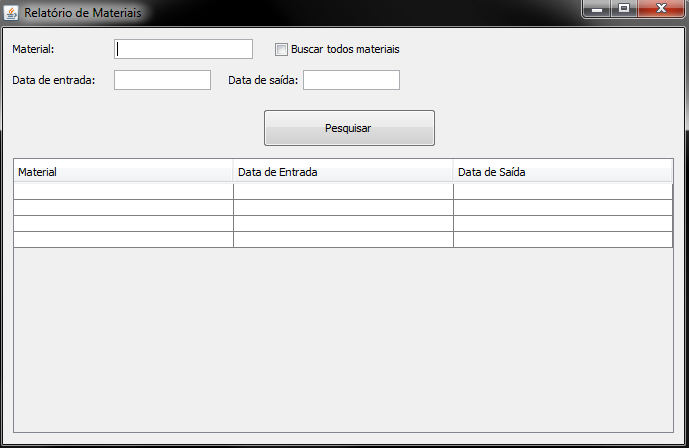 Relatório de Materiais
Material: Buscar todos materiais
Data de entrada: Data de saída:
Pesquisar
Material Data de Entrada Data de Saída